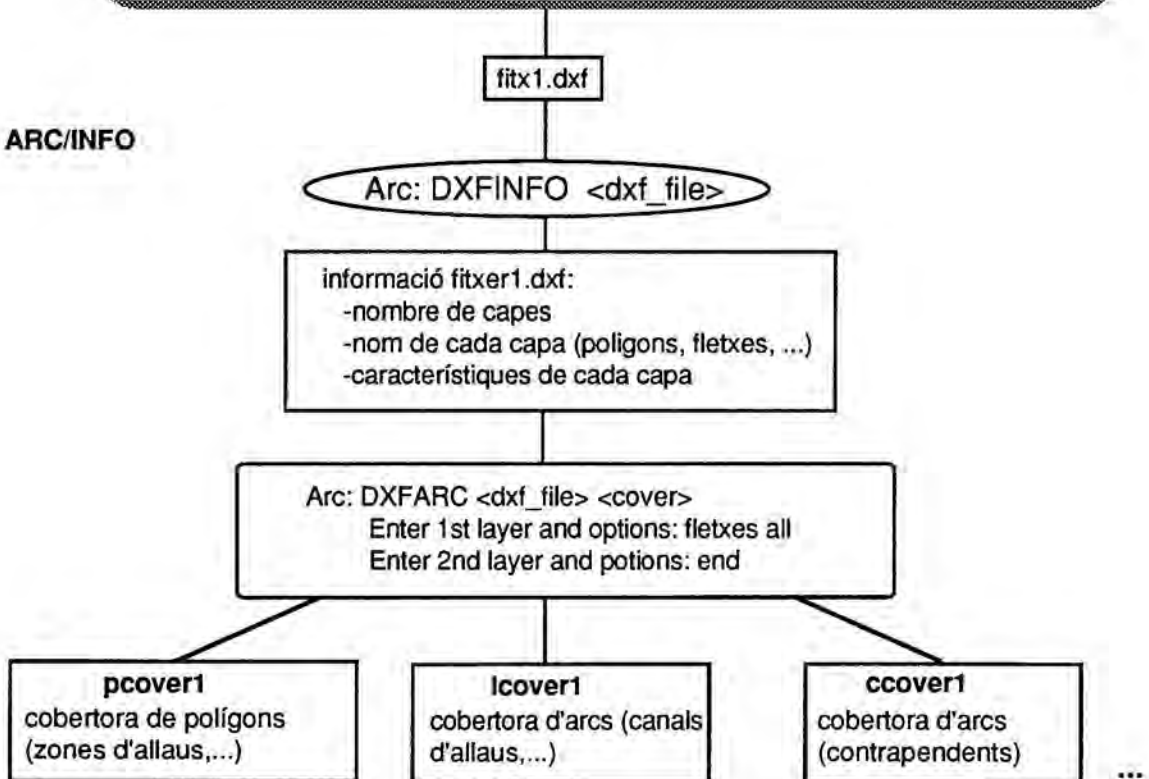 fitx1.dxf
ARC/INFO
Arc: DXFINFO <dxf_file>
informació fitxer1.dxf:
-nombre de capes
-nom de cada capa (poligons, fletxes, ...)
-característiques de cada capa
Arc: DXFARC <dxf_file> <cover>
Enter 1st layer and options: fletxes all
Enter 2nd layer and potions: end
pcover1
cobertora de polígons
(zones d'allaus,...)
lcover1
cobertora d'arcs (canals
d'allaus,...)
ccover1
cobertora d'arcs
(contrapendents)
...